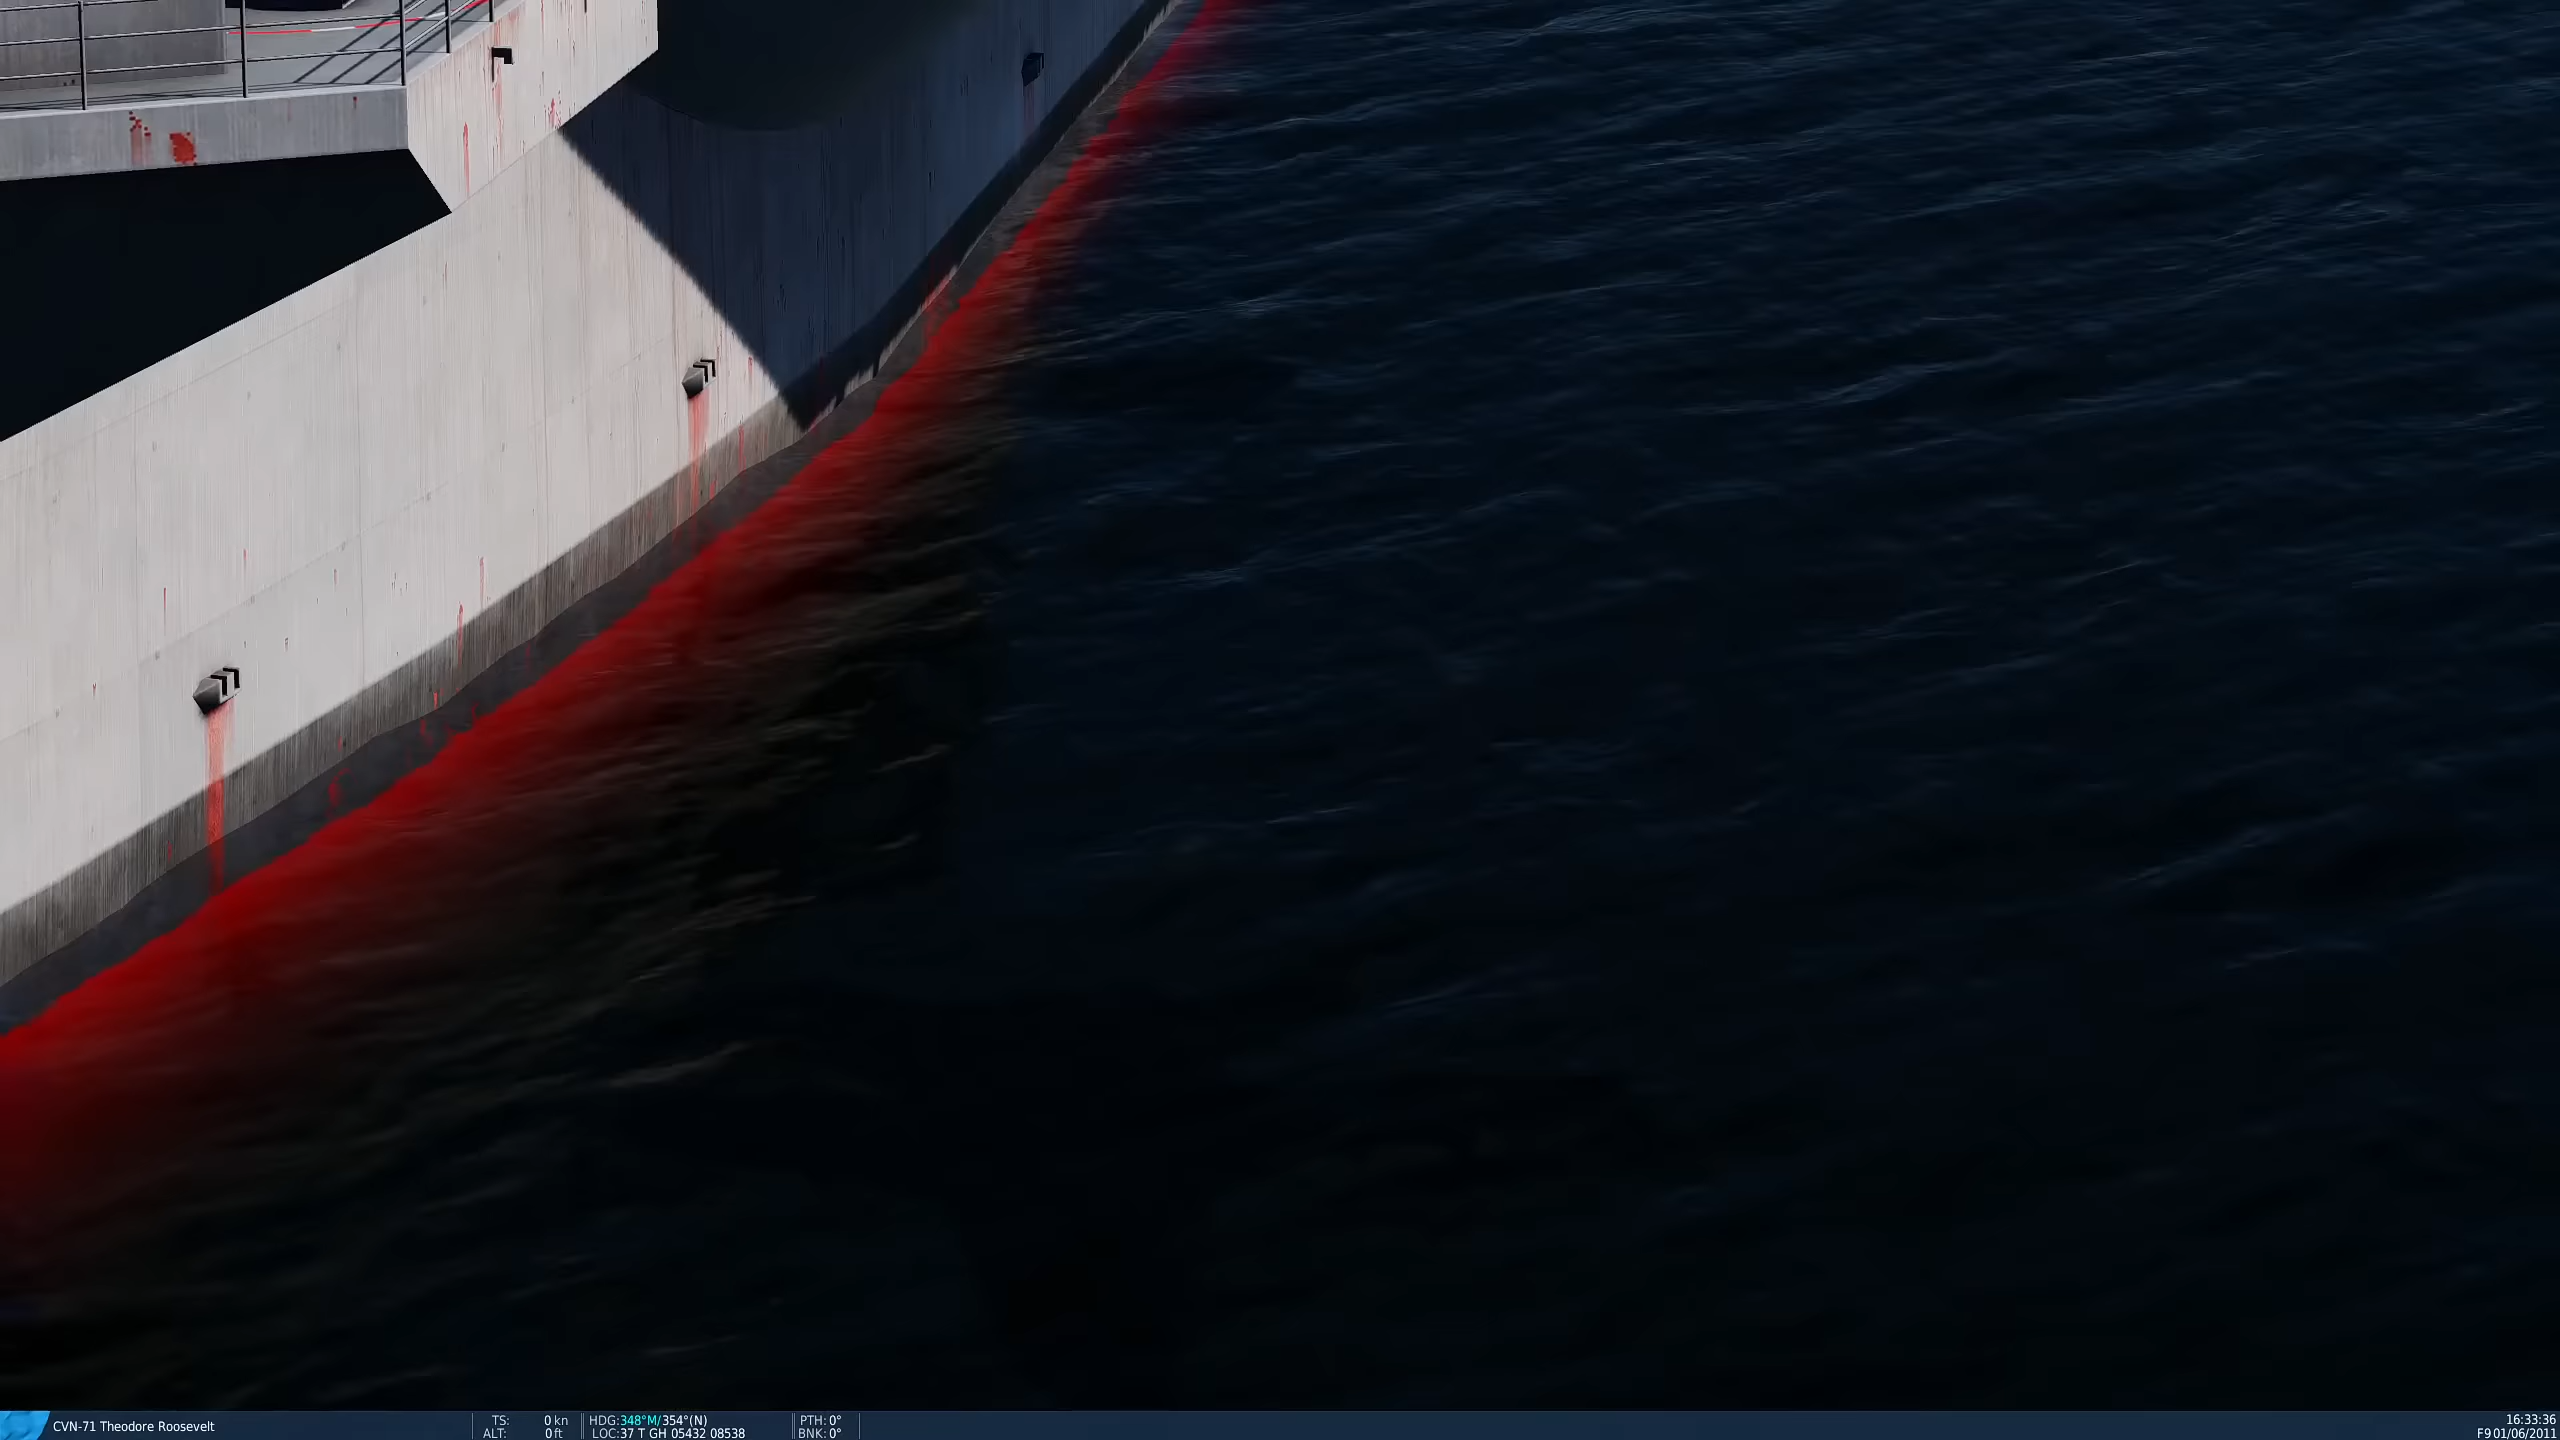 CVN-71 Theodore Roosevelt
TS: 0 kn
ALT: 0 ft
HDG:348°M/354°(N)
LOC:37 T GH 05432 08538
PTH: 0°
BNK: 0°
16:33:36
F9 01/06/2011